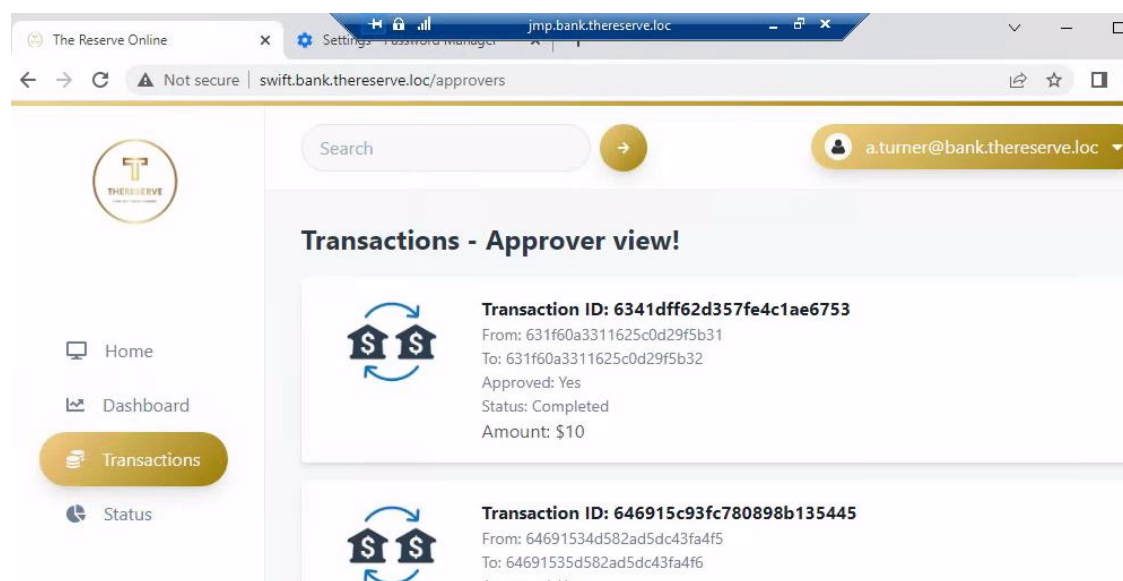 jmp.bank.thereserve.loc
The Reserve Online
Settings - Password Manager
Not secure
swift.bank.thereserve.loc/approvers
Search
a.turner@bank.thereserve.loc
T
THERESERVE
Transactions - Approver view!
Transaction ID: 6341dff62d357fe4c1ae6753
From: 631f60a3311625c0d29f5b31
To: 631f60a3311625c0d29f5b32
Approved: Yes
Status: Completed
Amount: $10
Home
Dashboard
Transactions
Status
Transaction ID: 646915c93fc780898b135445
From: 64691534d582ad5dc43fa4f5
To: 64691535d582ad5dc43fa4f6